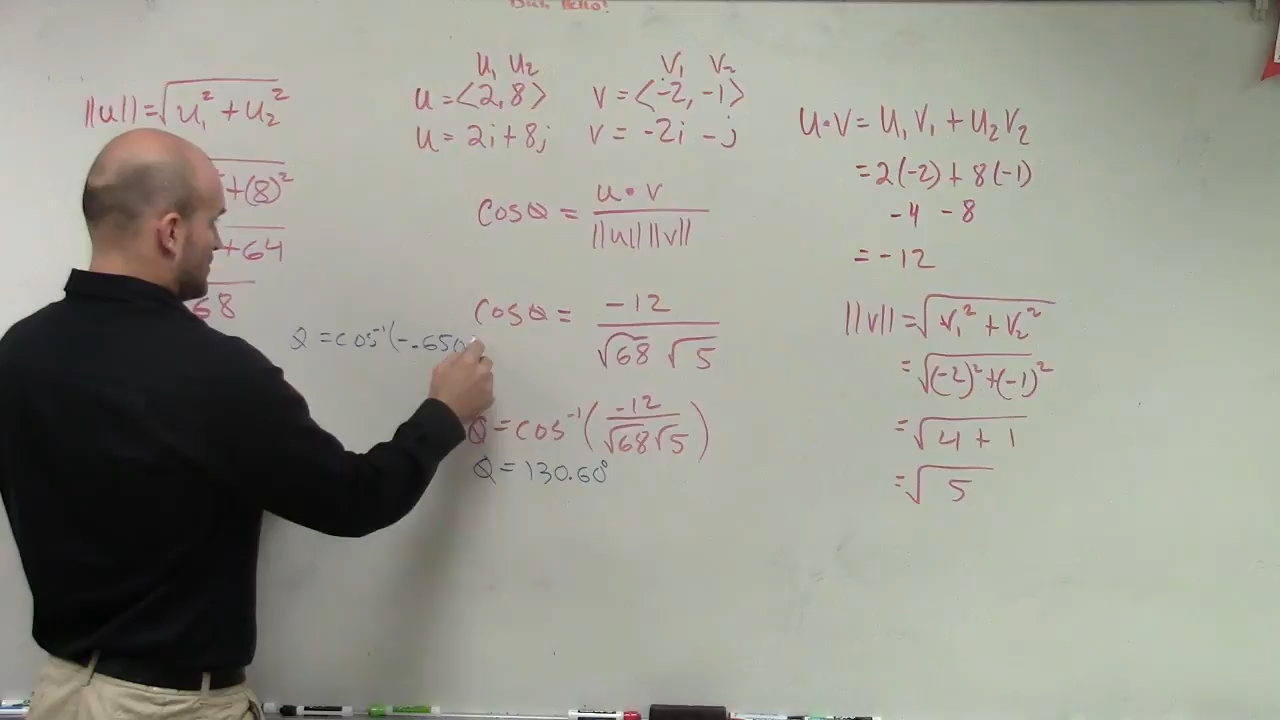 ||u|| = √u₁² + u₂²
+(8)²
+64
68
u₁ u₂
u = <2, 8>
u = 2i + 8j
v₁ v₂
v = <-2, -1>
v = -2i - j
cosθ = u · v / ||u|| ||v||
cosθ = -12 / √68 √5
θ = cos⁻¹(-.650
θ = cos⁻¹(-12 / √68 √5)
θ = 130.60°
u·v = u₁v₁ + u₂v₂
= 2(-2) + 8(-1)
-4 -8
= -12
||v|| = √v₁² + v₂²
= √(-2)² + (-1)²
= √4 + 1
= √5